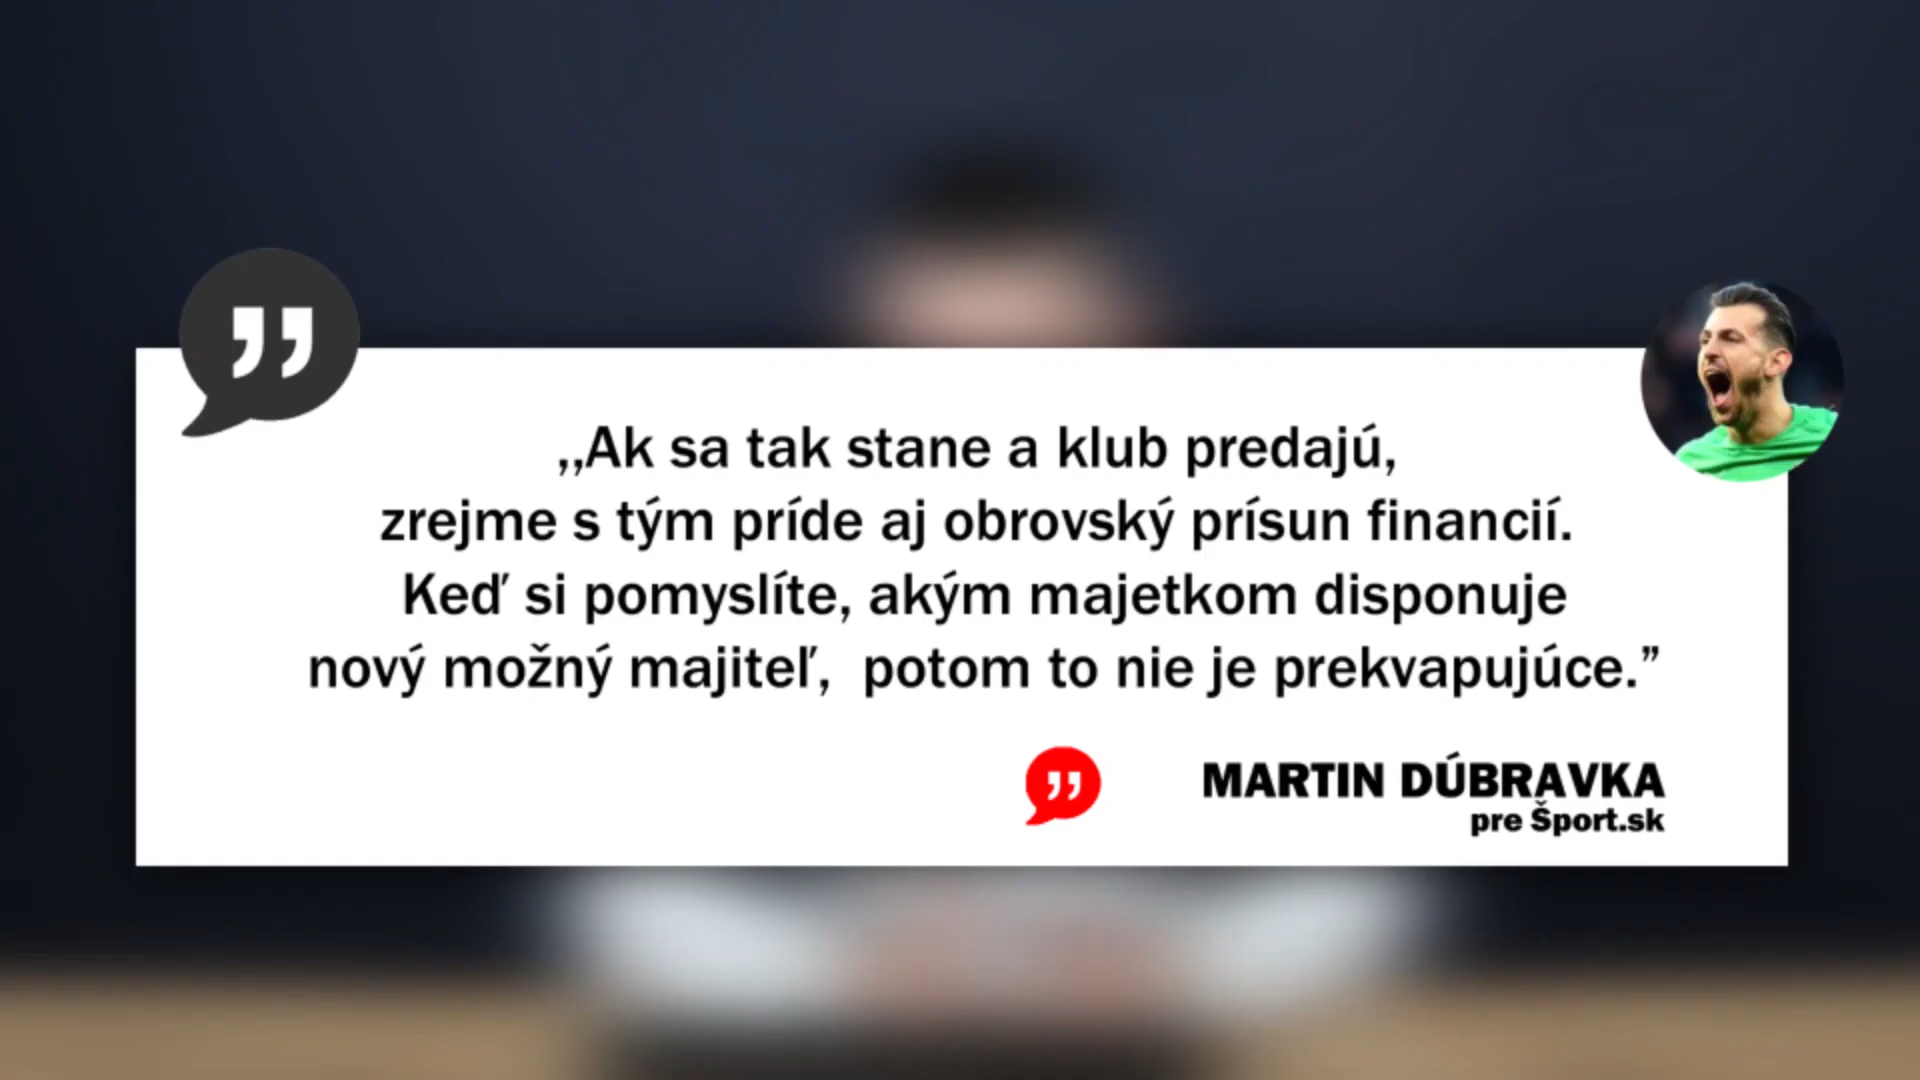 ,,Ak sa tak stane a klub predajú,
zrejme s tým príde aj obrovský prísun financií.
Keď si pomyslíte, akým majetkom disponuje
nový možný majiteľ, potom to nie je prekvapujúce.”
MARTIN DÚBRAVKA
pre Šport.sk